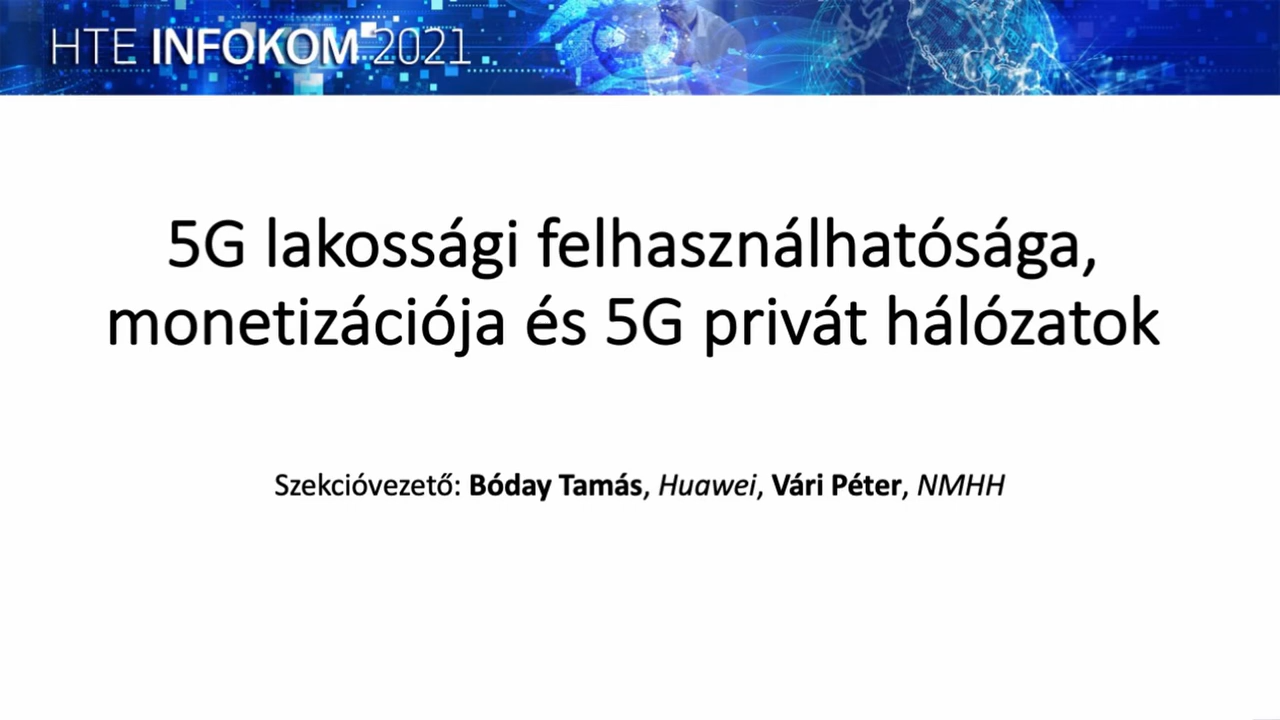 HTE INFOKOM 2021
5G lakossági felhasználhatósága,
monetizációja és 5G privát hálózatok
Szekcióvezető: Bóday Tamás, Huawei, Vári Péter, NMHH